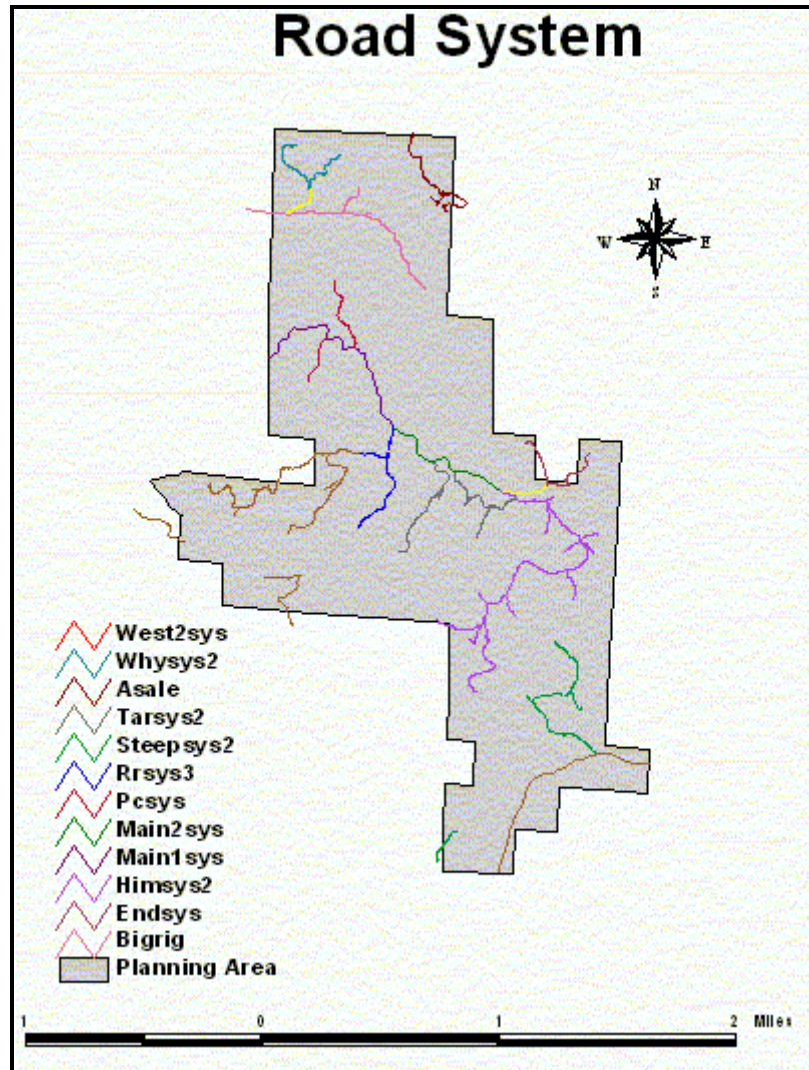 Road System
N
W E
S
West2sys
Whysys2
Asale
Tarsys2
Steepsys2
Rrsys3
Pcsys
Main2sys
Main1sys
Himsys2
Endsys
Bigrig
Planning Area
1 0 1 2 Miles